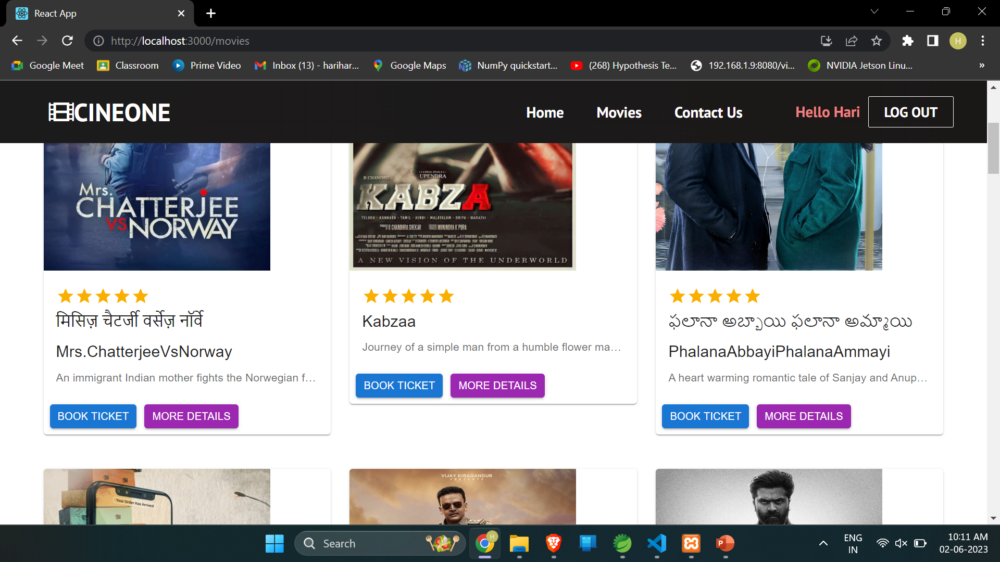 React App
http://localhost:3000/movies
H
Google Meet
Classroom
Prime Video
Inbox (13) - harihar...
Google Maps
NumPy quickstart...
(268) Hypothesis Te...
192.168.1.9:8080/vi...
NVIDIA Jetson Linu...
»
CINEONE
Home
Movies
Contact Us
Hello Hari
LOG OUT
Mrs.
CHATTERJEE
VS NORWAY
REAL STAR
R CHANDRU
UPENDRA
KABZA
TELUGU - KANNADA - TAMIL - HINDI - MALAYALAM - ORIYA - MARATHI
R CHANDHRA SHEKAR
MUNINDRA K PURA
A NEW VISION OF THE UNDERWORLD
मिसिज़ चैटर्जी वर्सेज़ नॉर्वे
Mrs.ChatterjeeVsNorway
An immigrant Indian mother fights the Norwegian f...
BOOK TICKET
MORE DETAILS
Kabzaa
Journey of a simple man from a humble flower ma...
BOOK TICKET
MORE DETAILS
ఫలానా అబ్బాయి ఫలానా అమ్మాయి
PhalanaAbbayiPhalanaAmmayi
A heart warming romantic tale of Sanjay and Anup...
BOOK TICKET
MORE DETAILS
Your Order Has Arrived
VIJAY KIRAGANDUR
PRESENTS
Search
H
P
ENG
IN
10:11 AM
02-06-2023